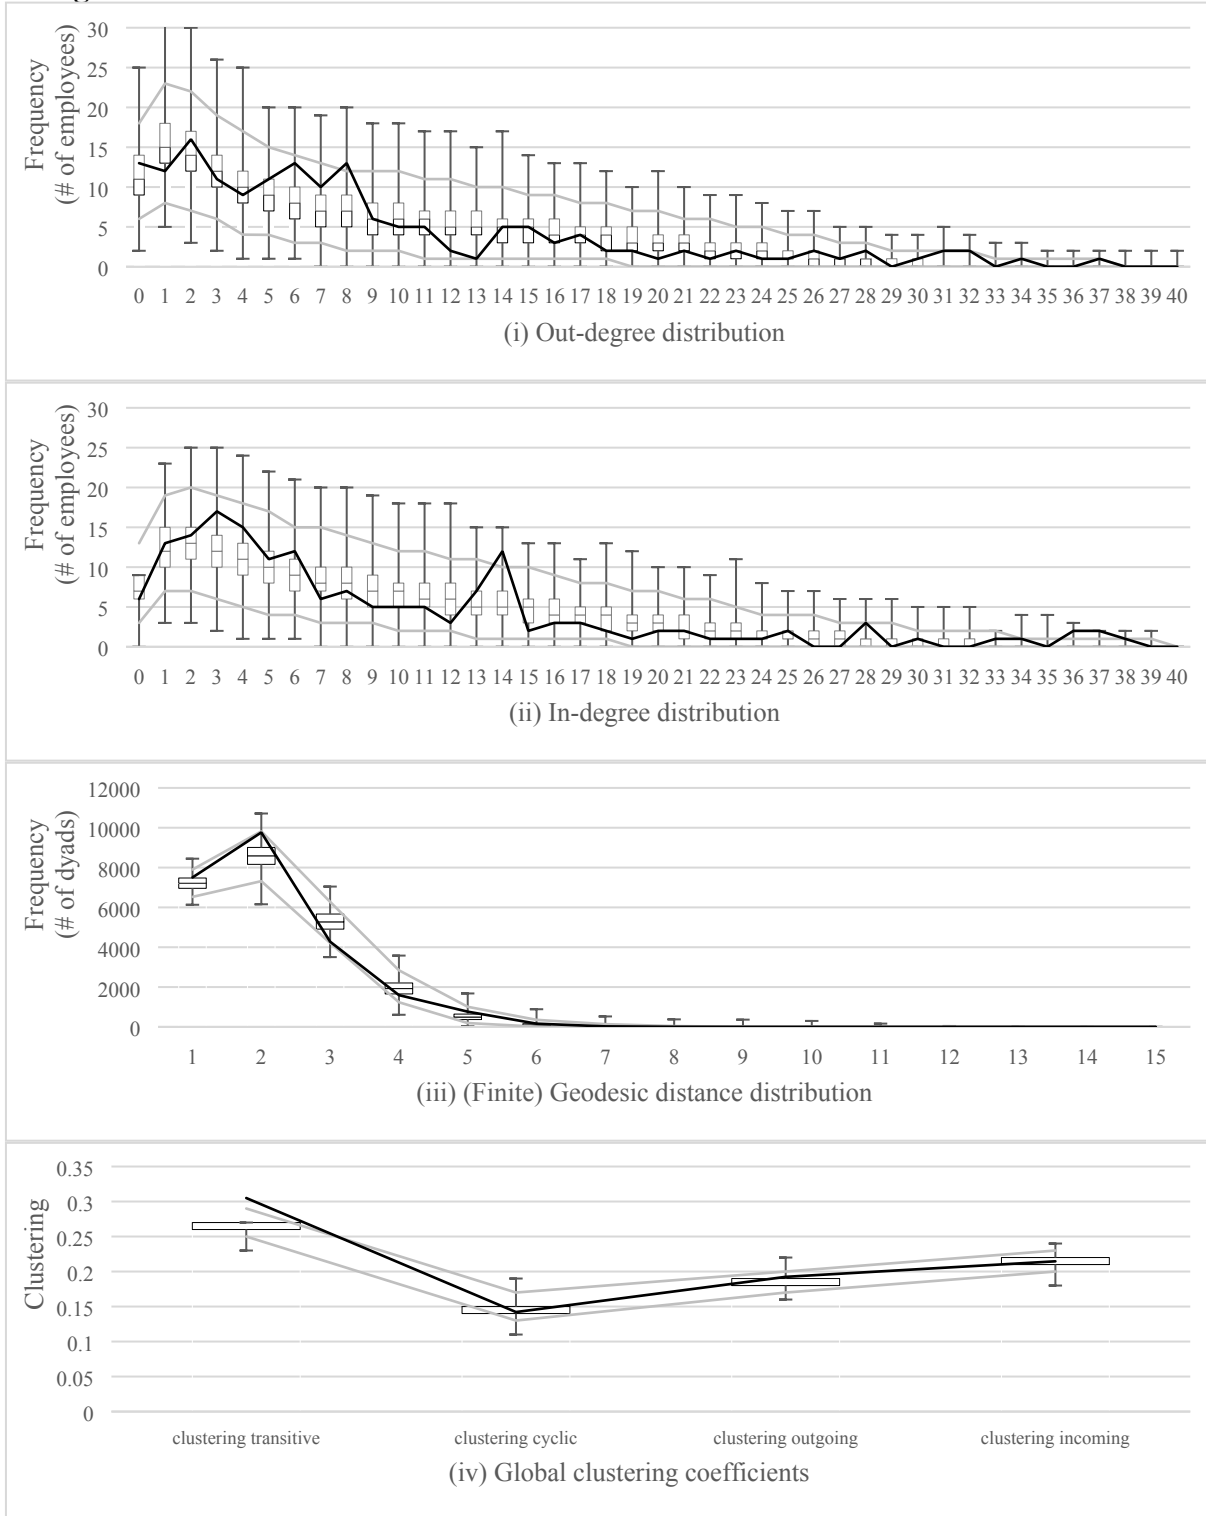 Frequency
(# of employees)
30
25
20
15
10
5
0
0 1 2 3 4 5 6 7 8 9 10 11 12 13 14 15 16 17 18 19 20 21 22 23 24 25 26 27 28 29 30 31 32 33 34 35 36 37 38 39 40
(i) Out-degree distribution
Frequency
(# of employees)
30
25
20
15
10
5
0
0 1 2 3 4 5 6 7 8 9 10 11 12 13 14 15 16 17 18 19 20 21 22 23 24 25 26 27 28 29 30 31 32 33 34 35 36 37 38 39 40
(ii) In-degree distribution
Frequency
(# of dyads)
12000
10000
8000
6000
4000
2000
0
1 2 3 4 5 6 7 8 9 10 11 12 13 14 15
(iii) (Finite) Geodesic distance distribution
Clustering
0.35
0.3
0.25
0.2
0.15
0.1
0.05
0
clustering transitive clustering cyclic clustering outgoing clustering incoming
(iv) Global clustering coefficients